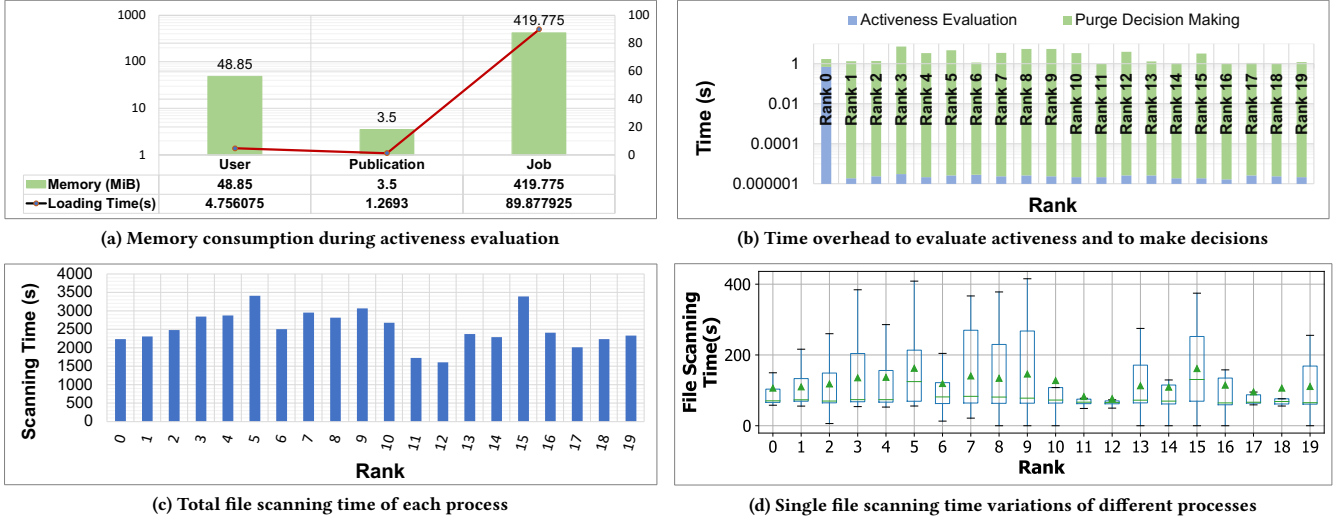 1000
100
10
1
100
80
60
40
20
0
48.85
3.5
419.775
User Publication Job
Memory (MiB) 48.85 3.5 419.775
Loading Time(s) 4.756075 1.2693 89.877925
(a) Memory consumption during activeness evaluation
Activeness Evaluation Purge Decision Making
Time (s)
1
0.01
0.0001
0.000001
Rank 0
Rank 1
Rank 2
Rank 3
Rank 4
Rank 5
Rank 6
Rank 7
Rank 8
Rank 9
Rank 10
Rank 11
Rank 12
Rank 13
Rank 14
Rank 15
Rank 16
Rank 17
Rank 18
Rank 19
Rank
(b) Time overhead to evaluate activeness and to make decisions
Scanning Time (s)
4000
3500
3000
2500
2000
1500
1000
500
0
0 1 2 3 4 5 6 7 8 9 10 11 12 13 14 15 16 17 18 19
Rank
(c) Total file scanning time of each process
File Scanning
Time(s)
400
200
0
0 1 2 3 4 5 6 7 8 9 10 11 12 13 14 15 16 17 18 19
Rank
(d) Single file scanning time variations of different processes